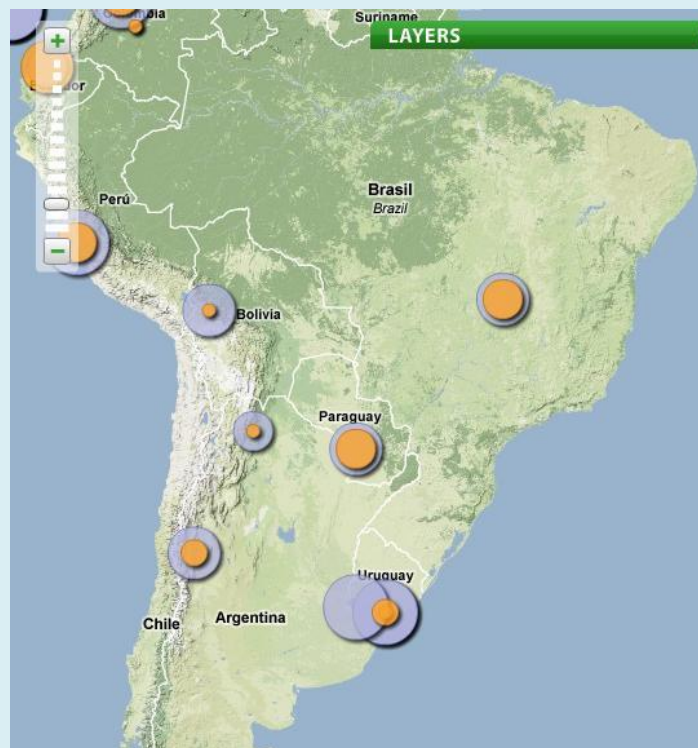 Suriname
LAYERS
Brasil
Brazil
Perú
Bolivia
Paraguay
Uruguay
Argentina
Chile